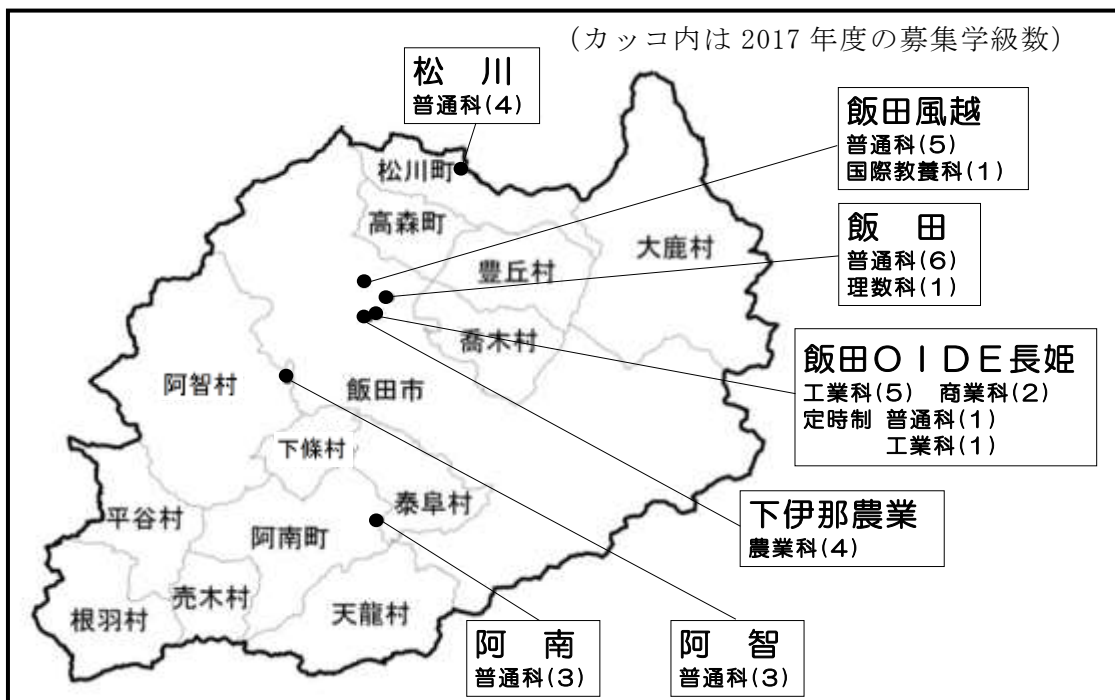 （カッコ内は 2017 年度の募集学級数）
松　川
普通科(4)
飯田風越
普通科(5)
国際教養科(1)
飯　田
普通科(6)
理数科(1)
飯田ＯＩＤＥ長姫
工業科(5)　商業科(2)
定時制 普通科(1)
工業科(1)
下伊那農業
農業科(4)
阿　南
普通科(3)
阿　智
普通科(3)
松川町
高森町
豊丘村
大鹿村
喬木村
阿智村
飯田市
下條村
泰阜村
平谷村
阿南町
売木村
天龍村
根羽村